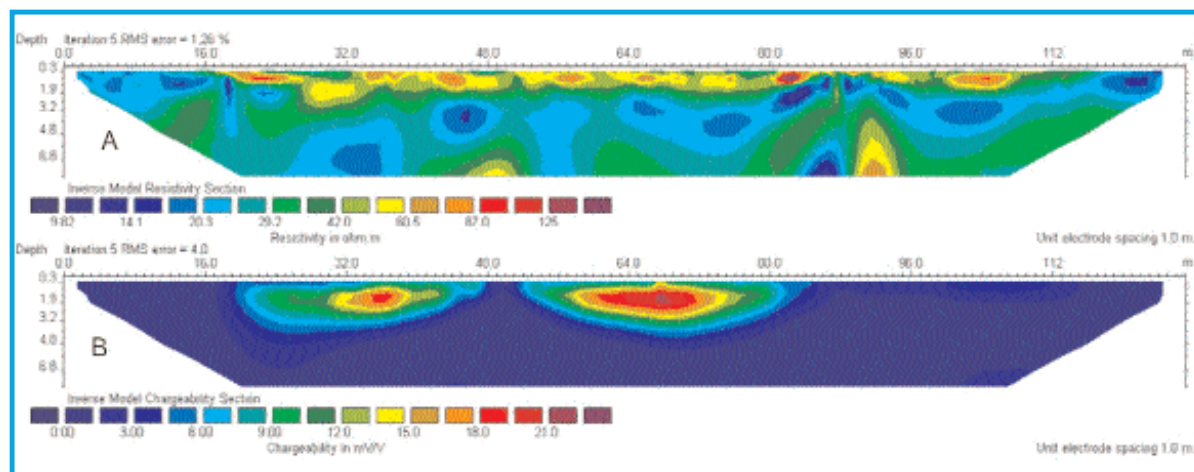 Depth Iteration 5 RMS error = 1.26 %
0.0 16.0 32.0 48.0 64.0 80.0 96.0 112. m.
0.3
1.9
3.2
4.8
6.8
A
Inverse Model Resistivity Section
9.82 14.1 20.3 29.2 42.0 60.5 87.0 125
Resistivity in ohm.m
Unit electrode spacing 1.0 m.
Depth Iteration 5 RMS error = 4.0
0.0 16.0 32.0 48.0 64.0 80.0 96.0 112 m.
0.3
1.9
3.2
4.8
6.8
B
Inverse Model Chargeability Section
0.00 3.00 6.00 9.00 12.0 15.0 18.0 21.0
Chargeability in mV/V
Unit electrode spacing 1.0 m.